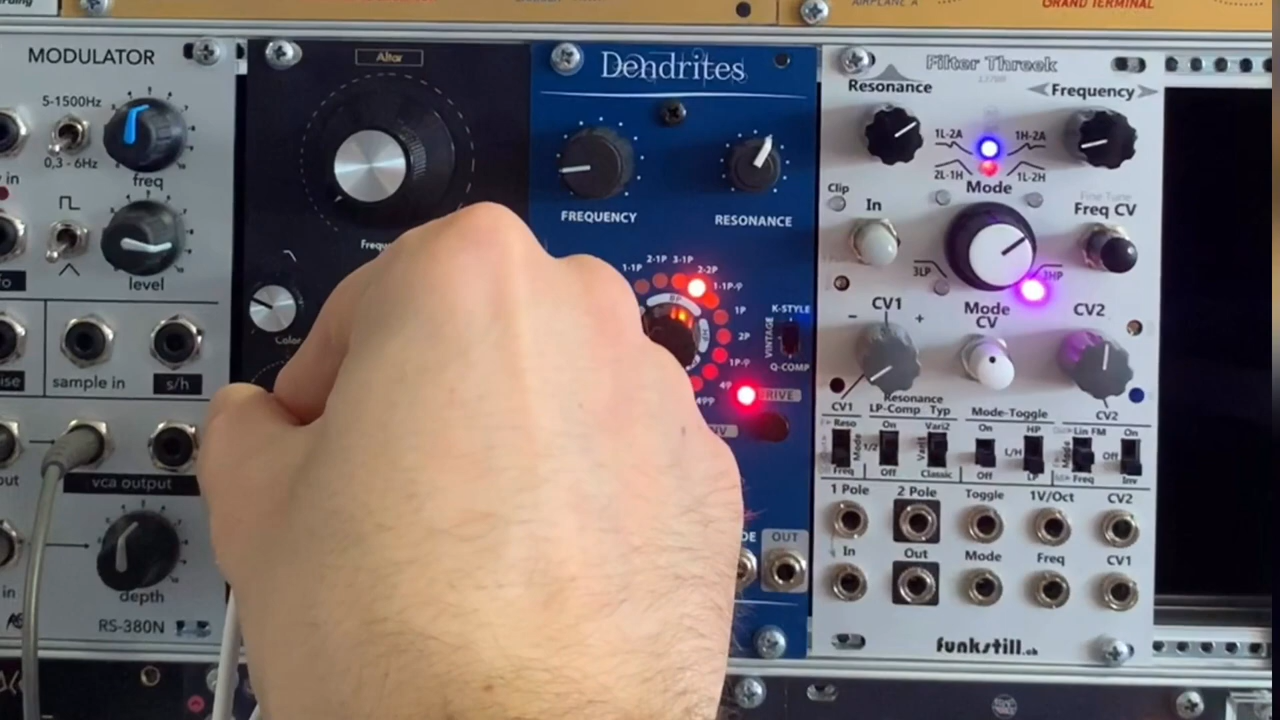 GRAND TERMINAL
MODULATOR
5-1500Hz
0,3 - 6Hz
freq
level
sample in
s/h
vca output
depth
RS-380N
Altar
Dendrites
FREQUENCY
RESONANCE
1-1P
2-1P
3-1P
2-2P
1P
2P
BP
K-STYLE
VINTAGE
Q-COMP
OUT
Filter Threek
Resonance
Frequency
1L-2A
1H-2A
2L-1H
1L-2H
Mode
Clip
In
Fine Tune
Freq CV
3LP
3HP
CV1
Mode
CV
CV2
- +
CV1
Resonance
LP-Comp Typ
Mode-Toggle
CV2
Reso
Mode
Freq
On
1/2
Off
Vari2
Vari1
Classic
On
Off
HP
L/H
LP
Lin FM
Mode
Freq
On
Off
Inv
1 Pole
2 Pole
Toggle
1V/Oct
CV2
In
Out
Mode
Freq
CV1
funkstill.ch